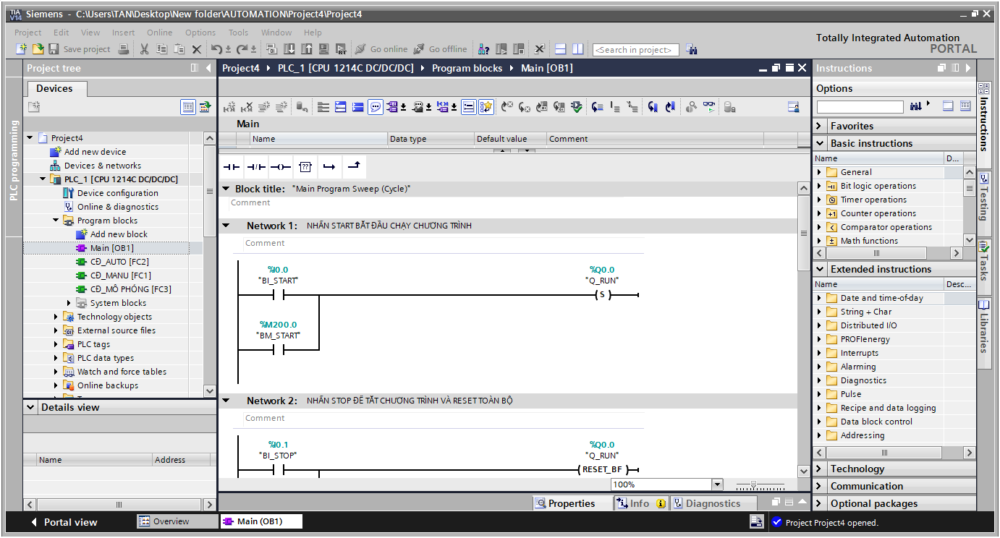 TIA V14 Siemens - C:\Users\TAN\Desktop\New folder\AUTOMATION\Project4\Project4
Project Edit View Insert Online Options Tools Window Help
Totally Integrated Automation
PORTAL
Save project Go online Go offline <Search in project>
Project tree
Devices
PLC programming
Project4
Add new device
Devices & networks
PLC_1 [CPU 1214C DC/DC/DC]
Device configuration
Online & diagnostics
Program blocks
Add new block
Main [OB1]
CĐ_AUTO [FC2]
CĐ_MANU [FC1]
CĐ_MÔ PHỎNG [FC3]
System blocks
Technology objects
External source files
PLC tags
PLC data types
Watch and force tables
Online backups
Details view
Name Address
Project4 PLC_1 [CPU 1214C DC/DC/DC] Program blocks Main [OB1]
Main
Name Data type Default value Comment
??
Block title: "Main Program Sweep (Cycle)"
Comment
Network 1: NHẤN START BẮT ĐẦU CHẠY CHƯƠNG TRÌNH
Comment
%I0.0 %Q0.0
"BI_START" "Q_RUN"
S
%M200.0
"BM_START"
Network 2: NHẤN STOP ĐỂ TẮT CHƯƠNG TRÌNH VÀ RESET TOÀN BỘ
Comment
%I0.1 %Q0.0
"BI_STOP" "Q_RUN"
RESET_BF
100%
Properties Info Diagnostics
Instructions
Options
Favorites
Basic instructions
Name D...
General
Bit logic operations
Timer operations
Counter operations
Comparator operations
Math functions
Extended instructions
Name Desc...
Date and time-of-day
String + Char
Distributed I/O
PROFIenergy
Interrupts
Alarming
Diagnostics
Pulse
Recipe and data logging
Data block control
Addressing
Technology
Communication
Optional packages
Instructions
Testing
Tasks
Libraries
Portal view Overview Main (OB1) Project Project4 opened.